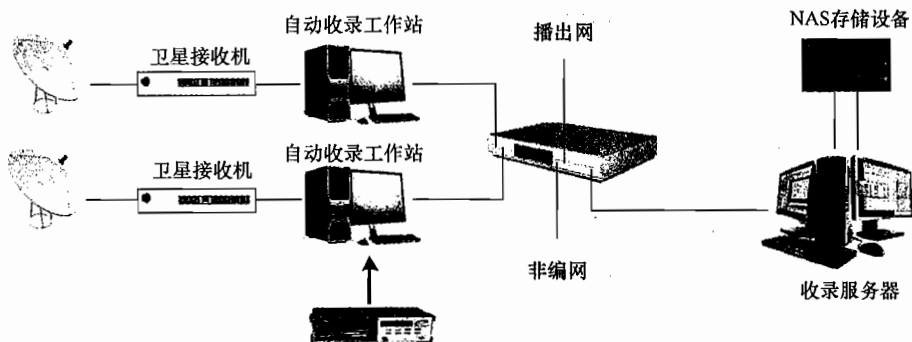 自动收录工作站
播出网
NAS存储设备
卫星接收机
自动收录工作站
卫星接收机
非编网
收录服务器